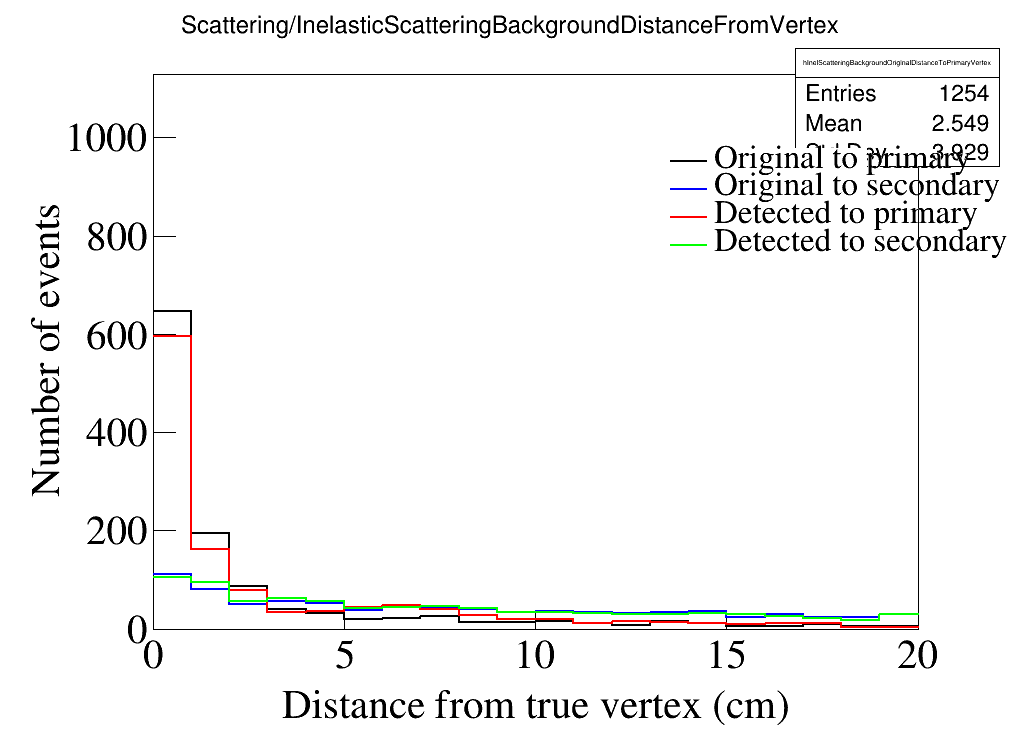 Scattering/InelasticScatteringBackgroundDistanceFromVertex
hInelScatteringBackgroundOriginalDistanceToPrimaryVertex
Entries 1254
Mean 2.549
Std Dev 3.929
Original to primary
Original to secondary
Detected to primary
Detected to secondary
Number of events
1000
800
600
400
200
0
0 5 10 15 20
Distance from true vertex (cm)